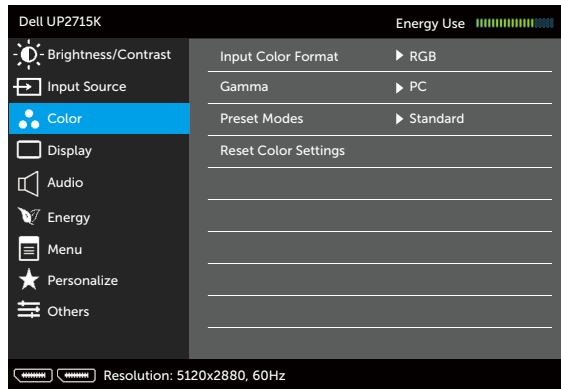 Dell UP2715K Energy Use
Brightness/Contrast Input Color Format RGB
Input Source Gamma PC
Color Preset Modes Standard
Display Reset Color Settings
Audio
Energy
Menu
Personalize
Others
Resolution: 5120x2880, 60Hz